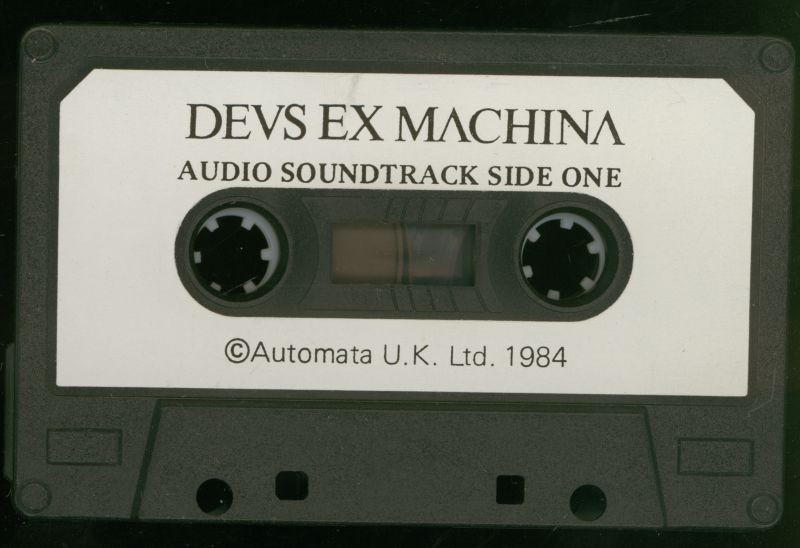 DEVS EX MACHINA
AUDIO SOUNDTRACK SIDE ONE
©Automata U.K. Ltd. 1984